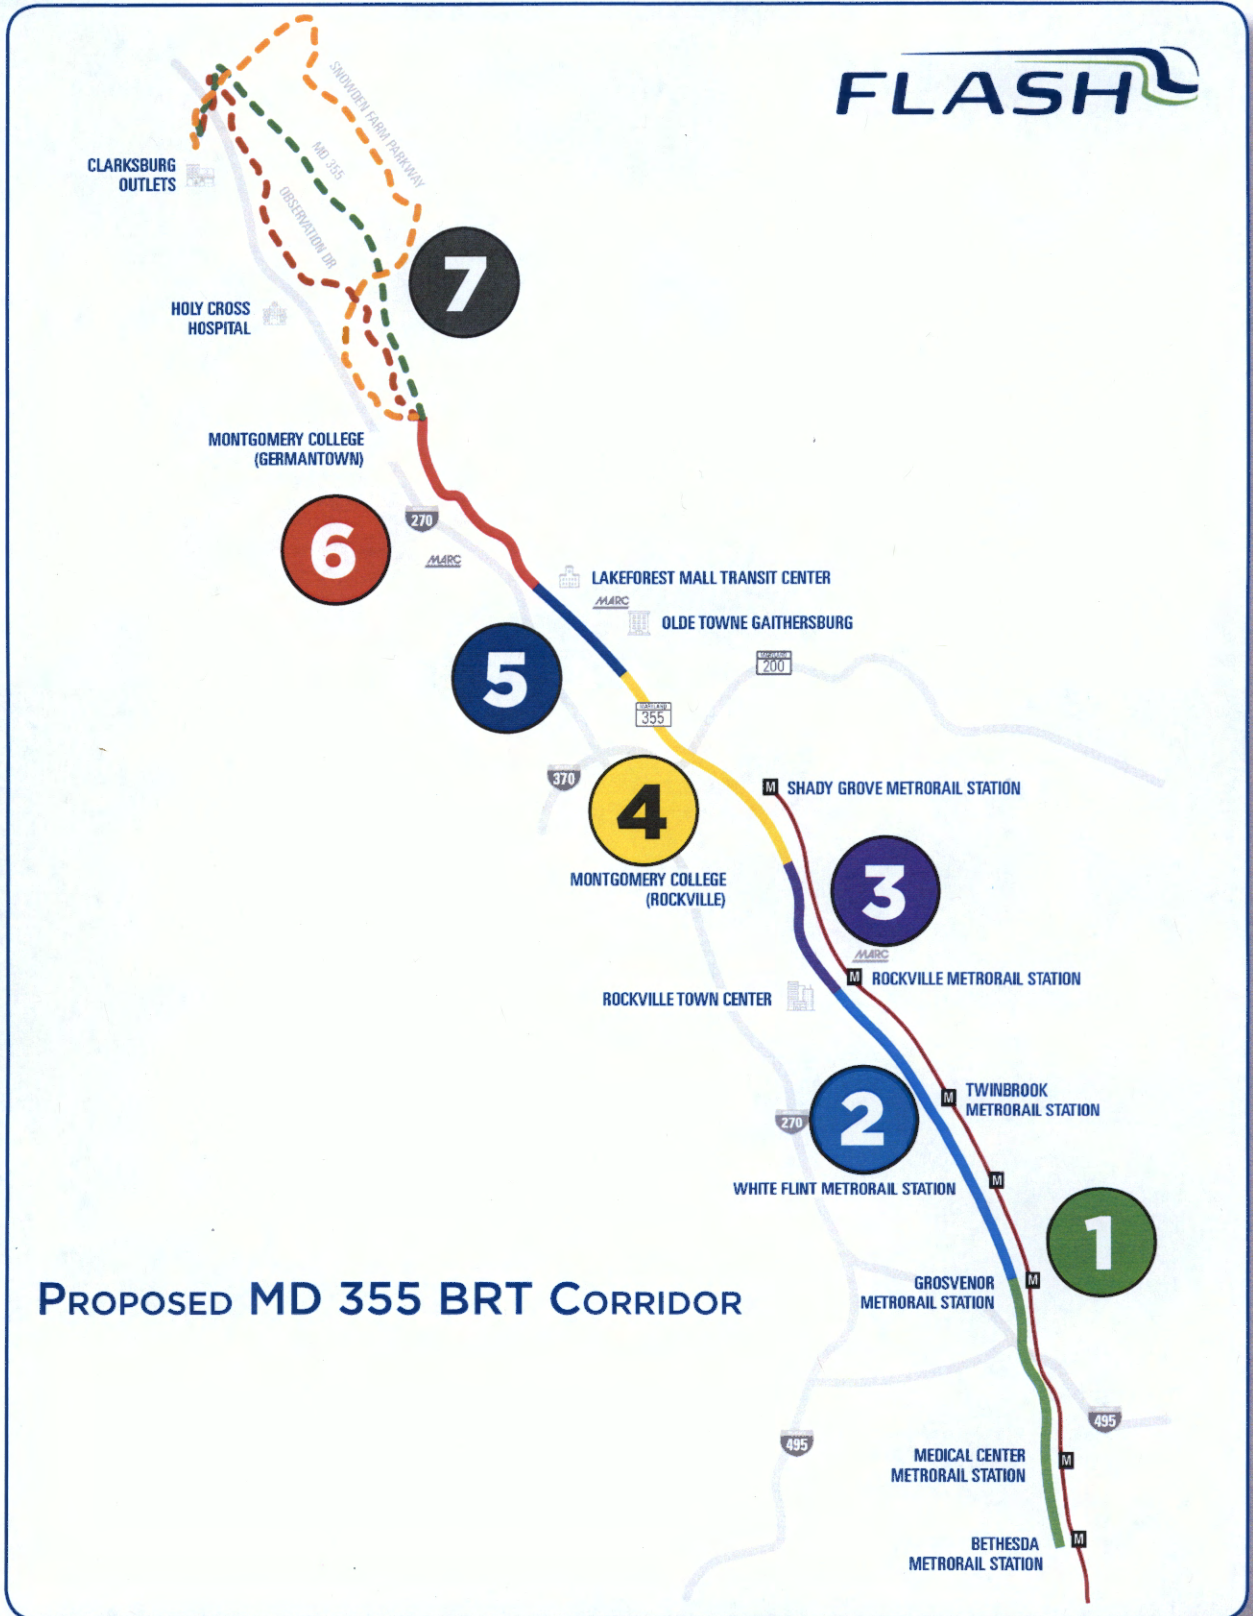 FLASH
SNOWDEN FARM PARKWAY
MD 355
OBSERVATION DR
CLARKSBURG
OUTLETS
7
HOLY CROSS
HOSPITAL
MONTGOMERY COLLEGE
(GERMANTOWN)
6
270
MARC
LAKEFOREST MALL TRANSIT CENTER
MARC
OLDE TOWNE GAITHERSBURG
5
MARYLAND
200
MARYLAND
355
370
4
SHADY GROVE METRORAIL STATION
M
MONTGOMERY COLLEGE
(ROCKVILLE)
3
MARC
M
ROCKVILLE METRORAIL STATION
ROCKVILLE TOWN CENTER
2
M
TWINBROOK
METRORAIL STATION
270
WHITE FLINT METRORAIL STATION
M
1
GROSVENOR
METRORAIL STATION
M
PROPOSED MD 355 BRT CORRIDOR
495
495
MEDICAL CENTER
METRORAIL STATION
M
BETHESDA
METRORAIL STATION
M